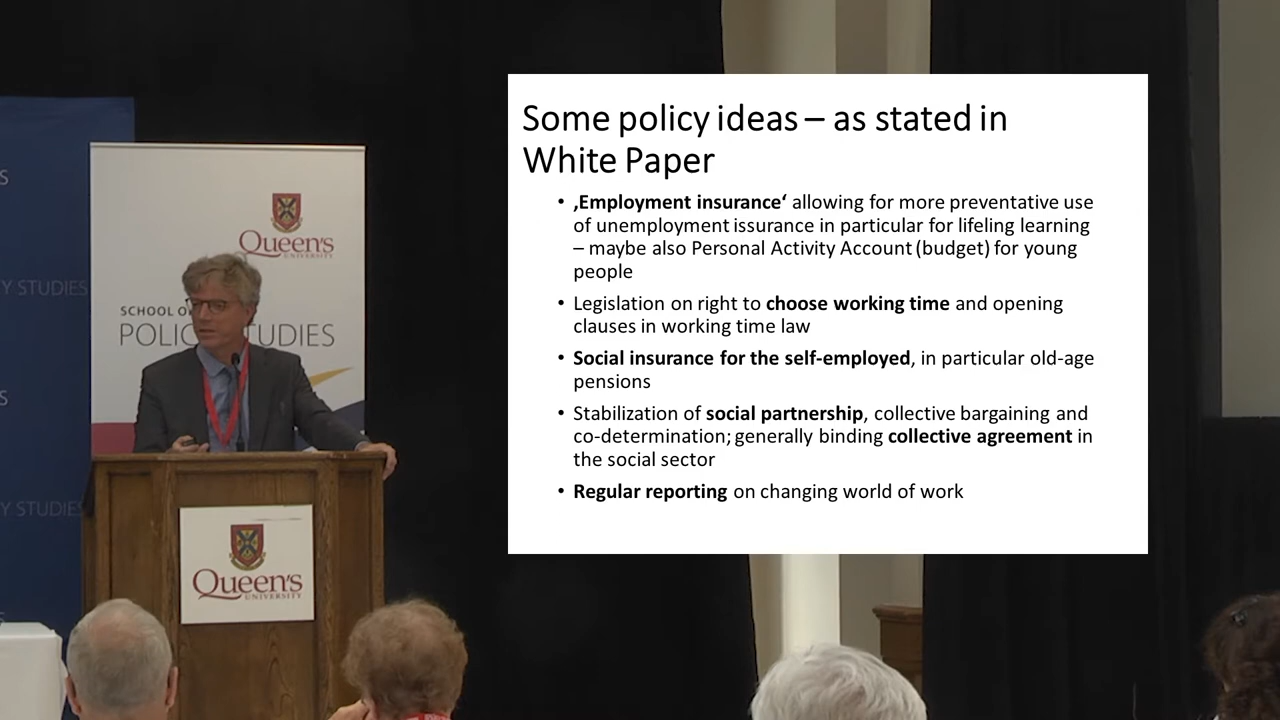 S
Y STUDIES
S
Y STUDIES
Queen's
UNIVERSITY
SCHOOL O
POLIC TUDIES
Queen's
UNIVERSITY
Some policy ideas – as stated in
White Paper
• ‚Employment insurance‘ allowing for more preventative use
of unemployment issurance in particular for lifeling learning
– maybe also Personal Activity Account (budget) for young
people
• Legislation on right to choose working time and opening
clauses in working time law
• Social insurance for the self-employed, in particular old-age
pensions
• Stabilization of social partnership, collective bargaining and
co-determination; generally binding collective agreement in
the social sector
• Regular reporting on changing world of work